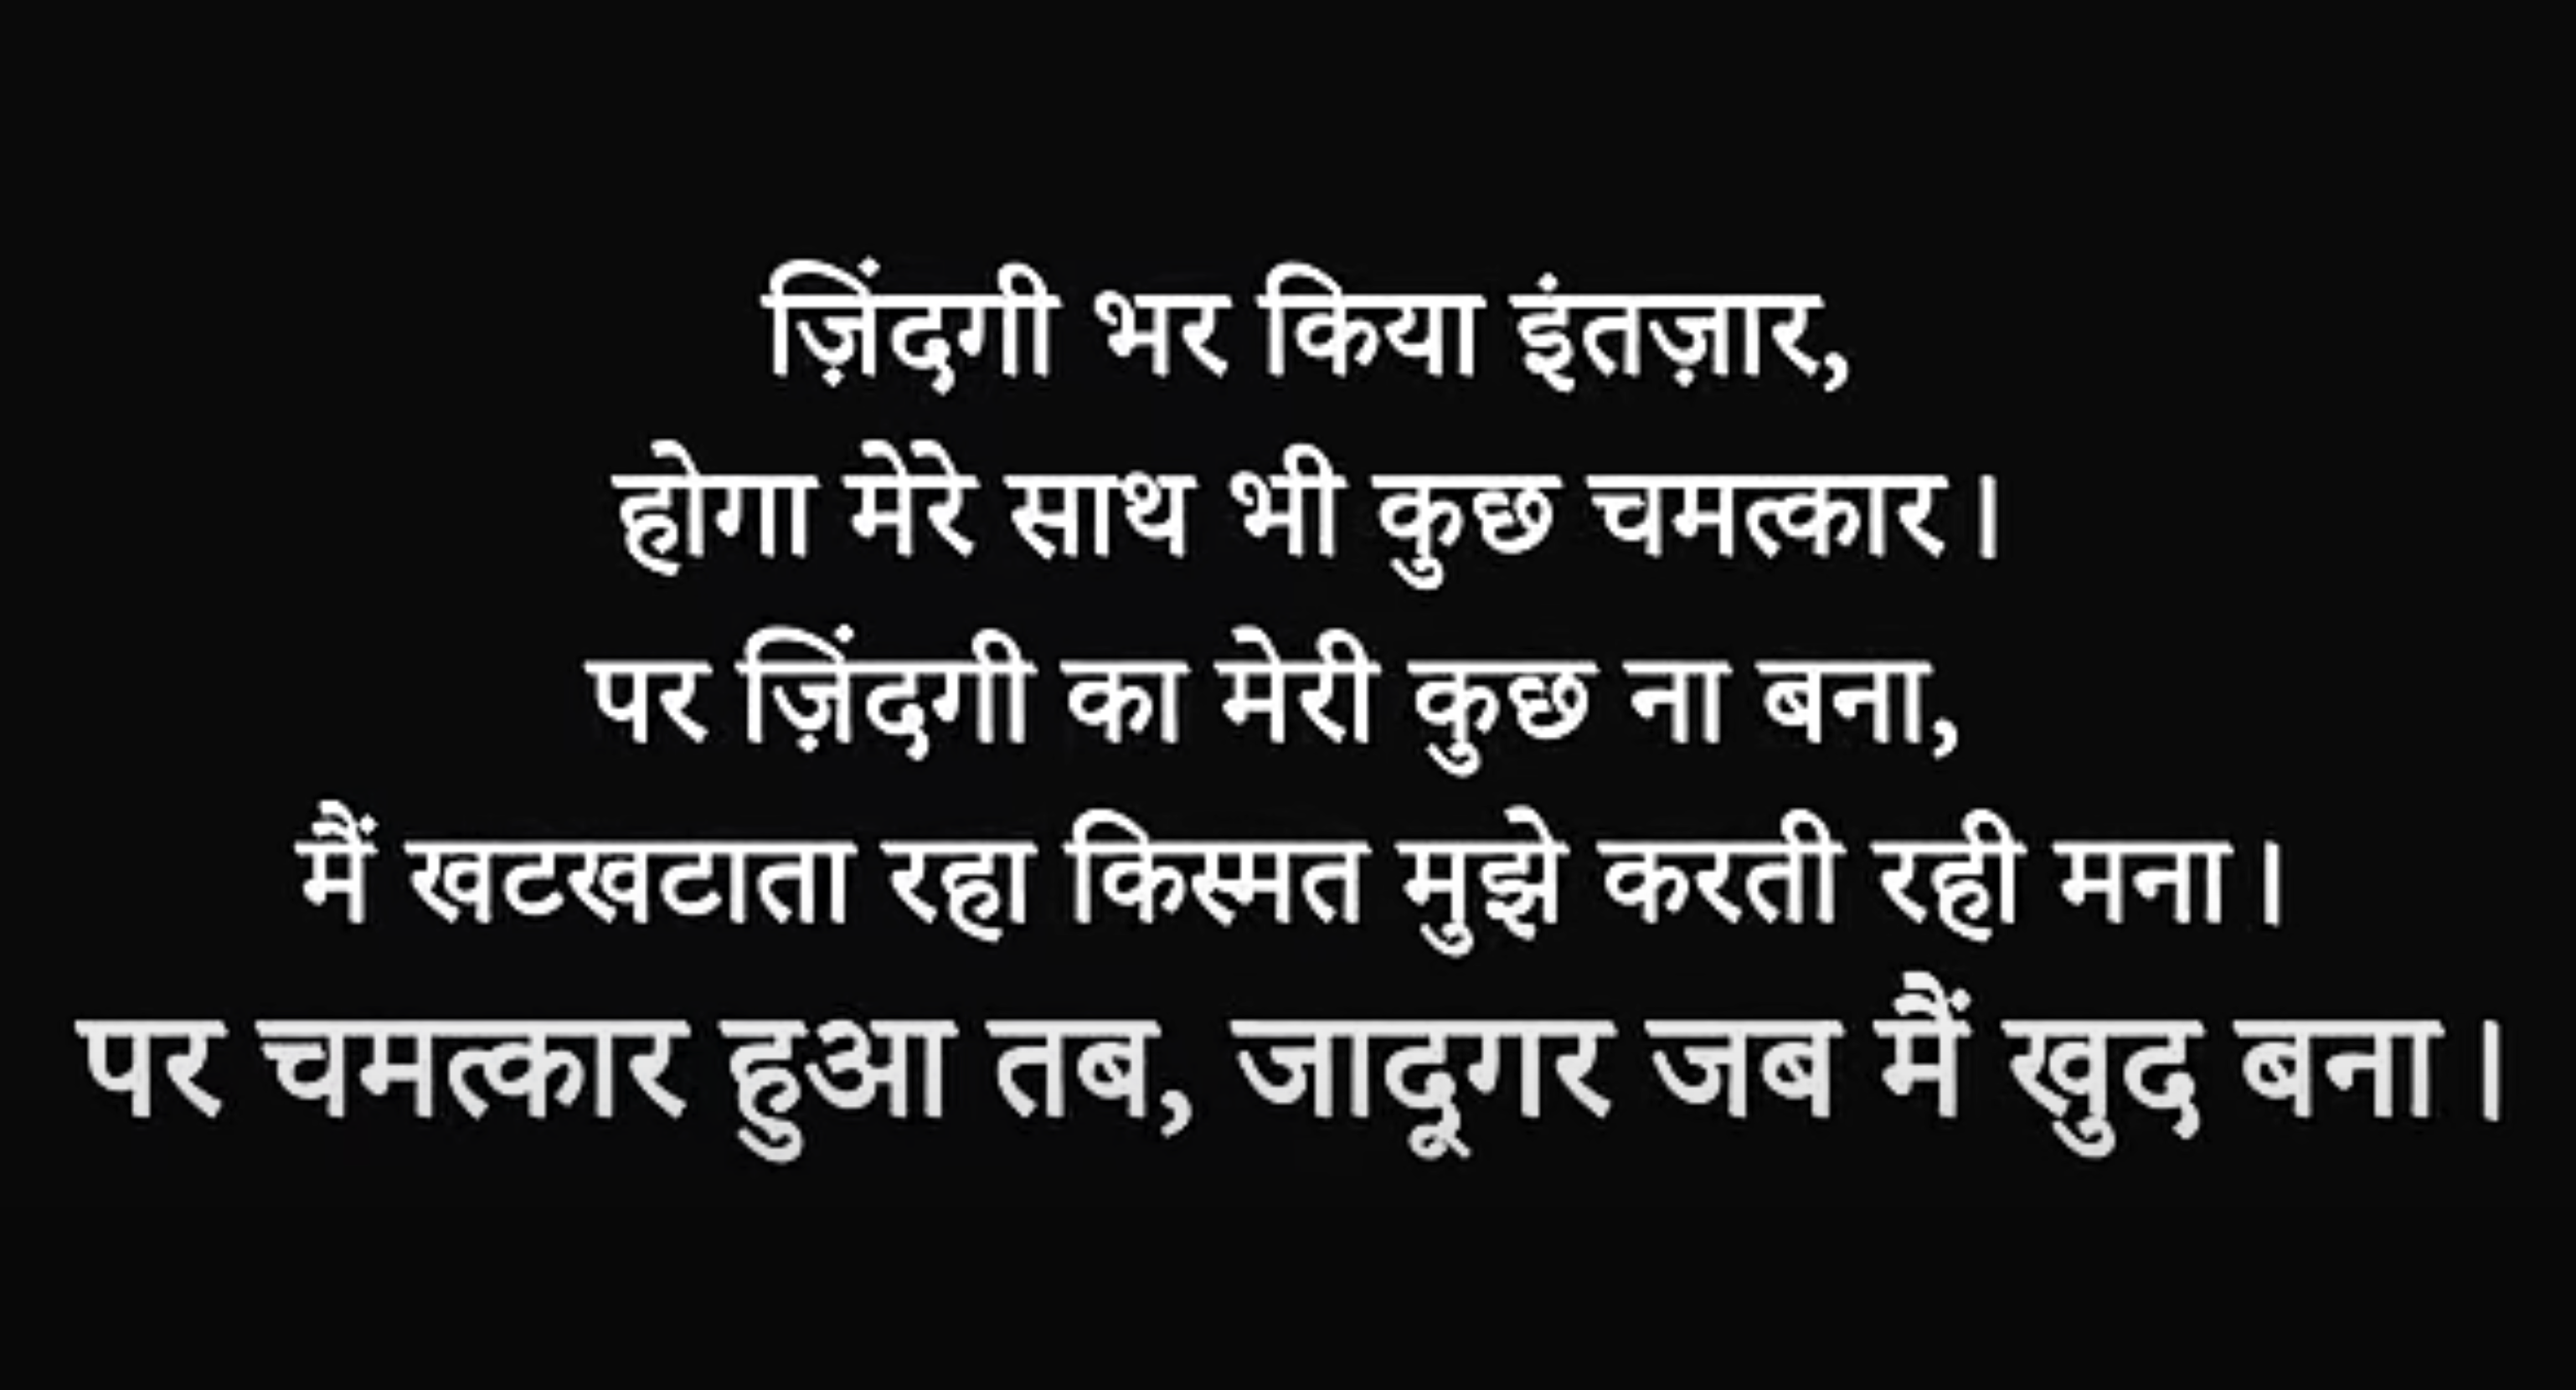 ज़िंदगी भर किया इंतज़ार,
होगा मेरे साथ भी कुछ चमत्कार।
पर ज़िंदगी का मेरी कुछ ना बना,
मैं खटखटाता रहा किस्मत मुझे करती रही मना।
पर चमत्कार हुआ तब, जादूगर जब मैं खुद बना।